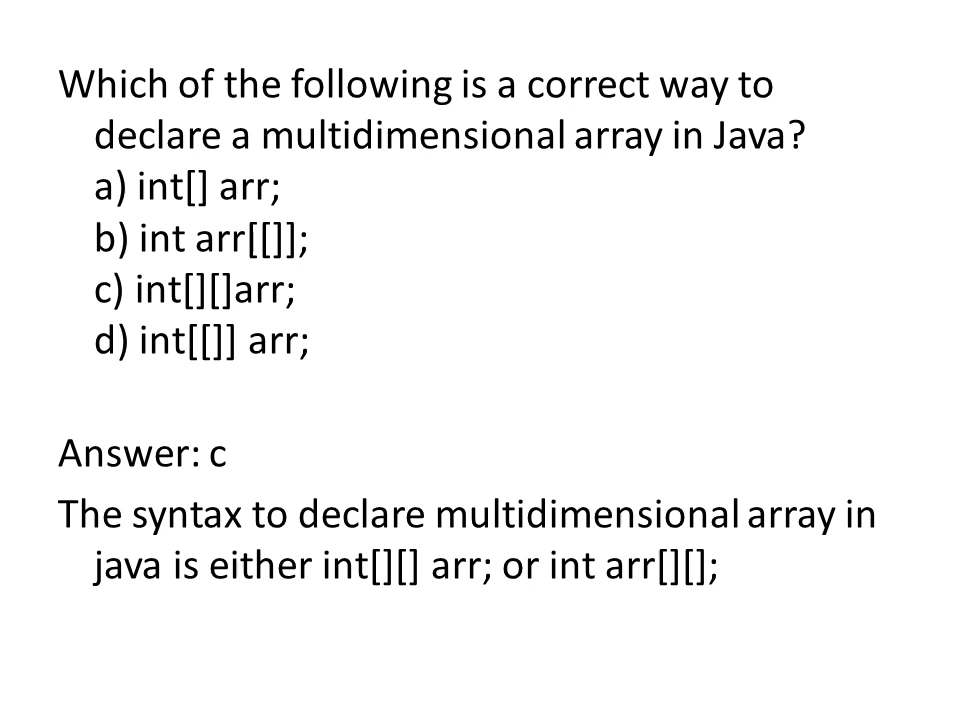 Which of the following is a correct way to
declare a multidimensional array in Java?
a) int[] arr;
b) int arr[[]];
c) int[][]arr;
d) int[[]] arr;
Answer: c
The syntax to declare multidimensional array in
java is either int[][] arr; or int arr[][];